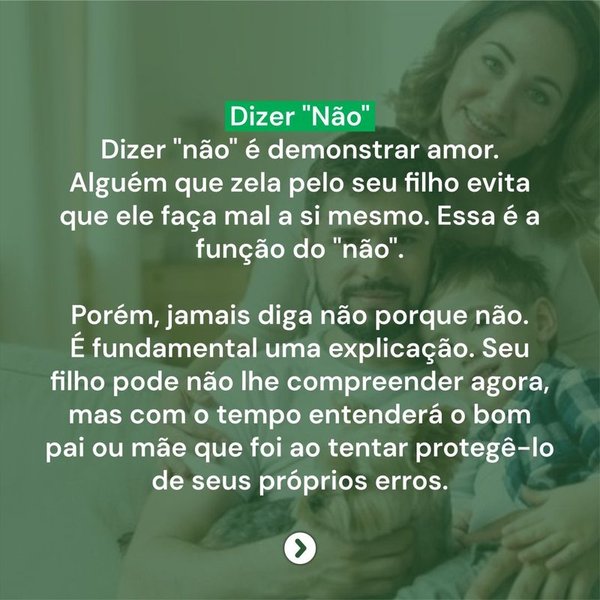 Dizer "Não"
Dizer "não" é demonstrar amor.
Alguém que zela pelo seu filho evita
que ele faça mal a si mesmo. Essa é a
função do "não".
Porém, jamais diga não porque não.
É fundamental uma explicação. Seu
filho pode não lhe compreender agora,
mas com o tempo entenderá o bom
pai ou mãe que foi ao tentar protegê-lo
de seus próprios erros.